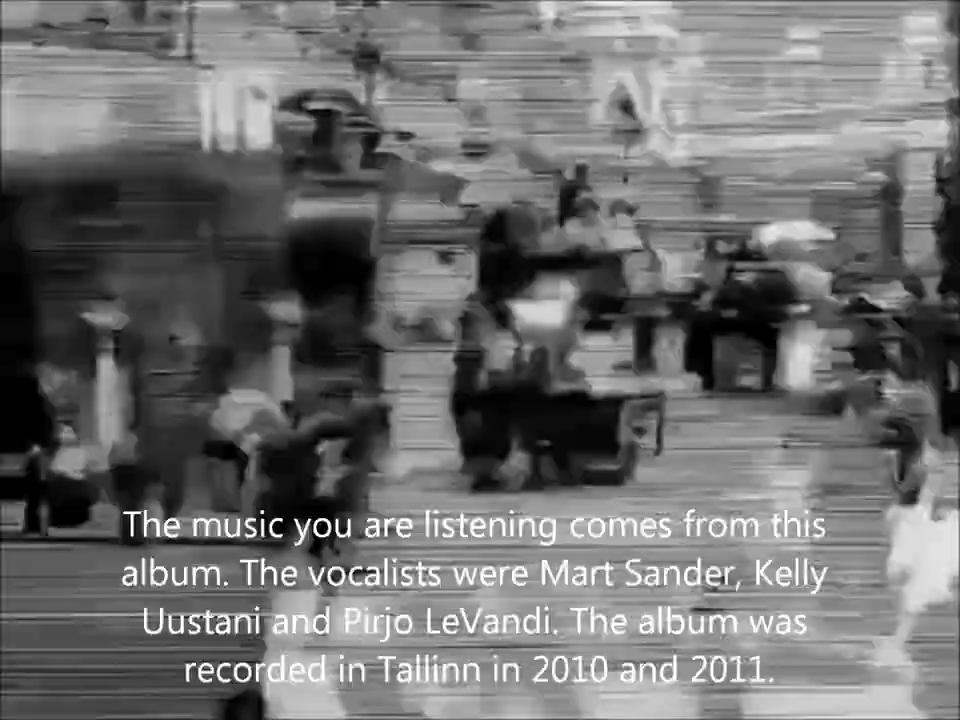 The music you are listening comes from this
album. The vocalists were Mart Sander, Kelly
Uustani and Pirjo LeVandi. The album was
recorded in Tallinn in 2010 and 2011.